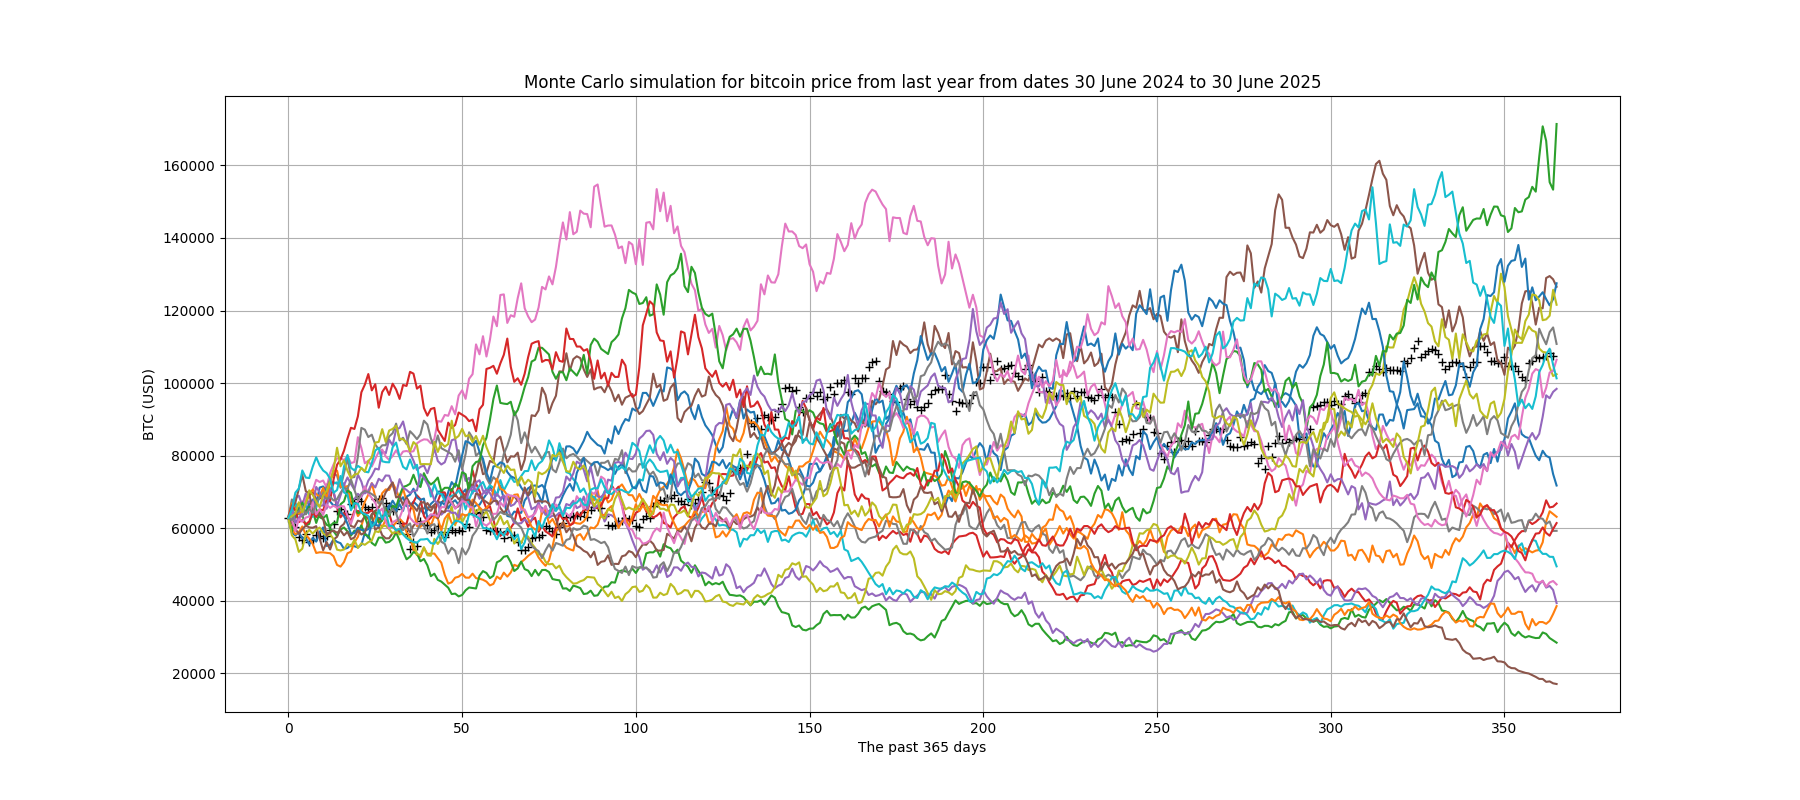 Monte Carlo simulation for bitcoin price from last year from dates 30 June 2024 to 30 June 2025
160000
140000
120000
100000
80000
60000
40000
20000
BTC (USD)
0 50 100 150 200 250 300 350
The past 365 days